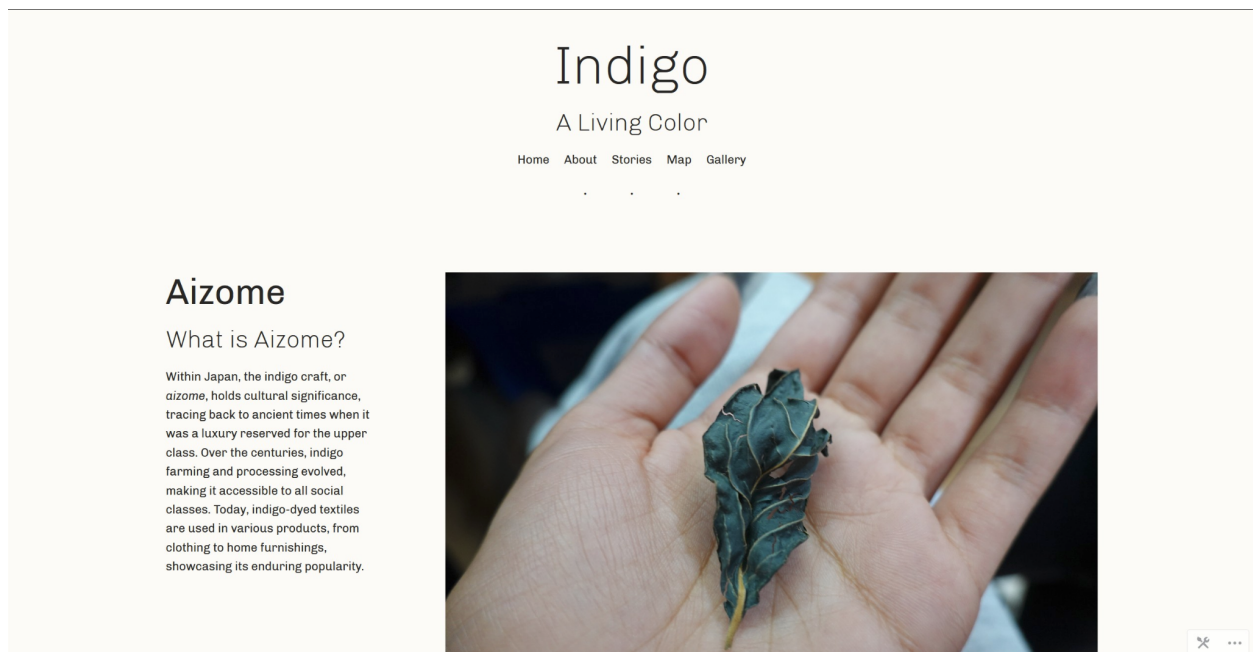 Indigo
A Living Color
Home About Stories Map Gallery
Aizome
What is Aizome?
Within Japan, the indigo craft, or
aizome, holds cultural significance,
tracing back to ancient times when it
was a luxury reserved for the upper
class. Over the centuries, indigo
farming and processing evolved,
making it accessible to all social
classes. Today, indigo-dyed textiles
are used in various products, from
clothing to home furnishings,
showcasing its enduring popularity.